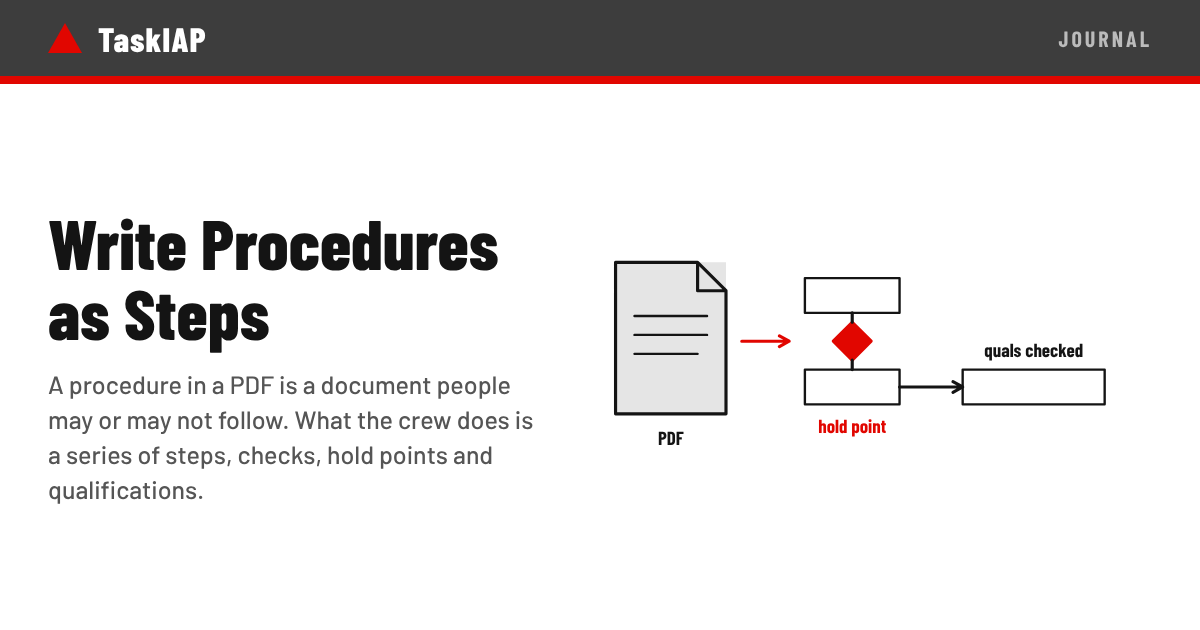 TaskIAP
JOURNAL
Write Procedures
as Steps
A procedure in a PDF is a document people
may or may not follow. What the crew does is
a series of steps, checks, hold points and
qualifications.
PDF
hold point
quals checked